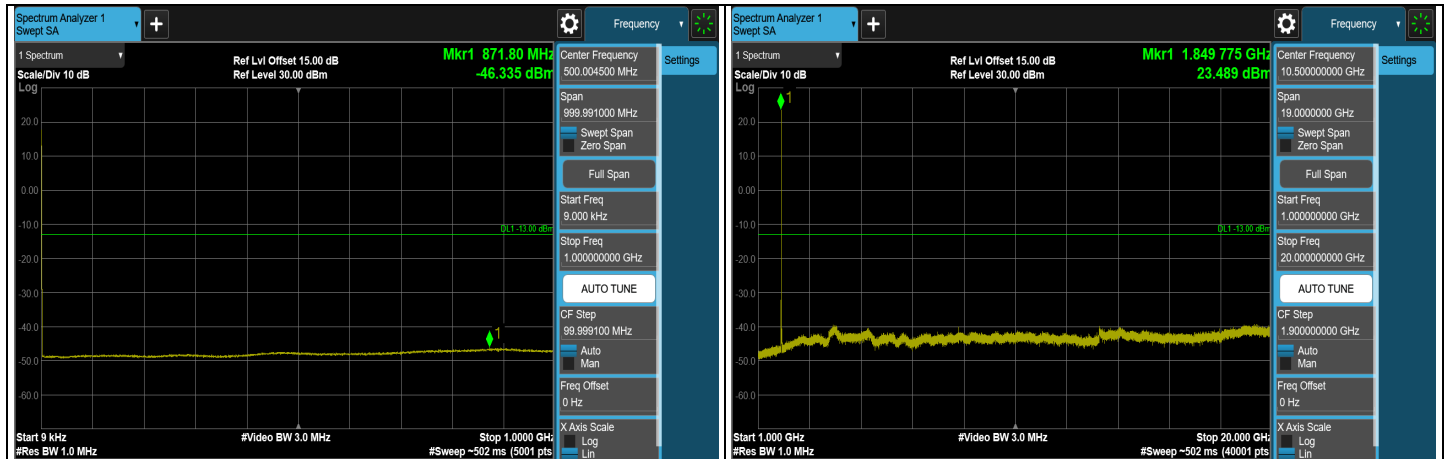 Spectrum Analyzer 1
Swept SA
+
Frequency
1 Spectrum
Scale/Div 10 dB
Log
Ref Lvl Offset 15.00 dB
Ref Level 30.00 dBm
Mkr1 871.80 MHz
-46.335 dBm
20.0
10.0
0.00
-10.0
-20.0
-30.0
-40.0
-50.0
-60.0
DL1 -13.00 dBm
1
Start 9 kHz
#Res BW 1.0 MHz
#Video BW 3.0 MHz
Stop 1.0000 GHz
#Sweep ~502 ms (5001 pts
Center Frequency
500.004500 MHz
Span
999.991000 MHz
Swept Span
Zero Span
Full Span
Start Freq
9.000 kHz
Stop Freq
1.000000000 GHz
AUTO TUNE
CF Step
99.999100 MHz
Auto
Man
Freq Offset
0 Hz
X Axis Scale
Log
Lin
Settings
Spectrum Analyzer 1
Swept SA
+
Frequency
1 Spectrum
Scale/Div 10 dB
Log
Ref Lvl Offset 15.00 dB
Ref Level 30.00 dBm
Mkr1 1.849 775 GHz
23.489 dBm
1
20.0
10.0
0.00
-10.0
-20.0
-30.0
-40.0
-50.0
-60.0
DL1 -13.00 dBm
Start 1.000 GHz
#Res BW 1.0 MHz
#Video BW 3.0 MHz
Stop 20.000 GHz
#Sweep ~502 ms (40001 pts
Center Frequency
10.500000000 GHz
Span
19.0000000 GHz
Swept Span
Zero Span
Full Span
Start Freq
1.000000000 GHz
Stop Freq
20.000000000 GHz
AUTO TUNE
CF Step
1.900000000 GHz
Auto
Man
Freq Offset
0 Hz
X Axis Scale
Log
Lin
Settings